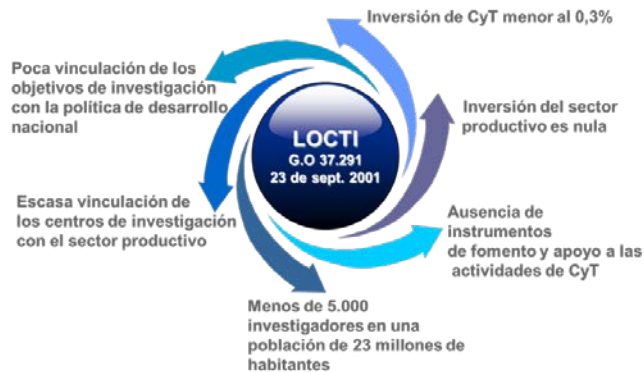 Inversión de CyT menor al 0,3%
Poca vinculación de los
objetivos de investigación
con la política de desarrollo
nacional
Inversión del sector
productivo es nula
LOCTI
G.O 37.291
23 de sept. 2001
Escasa vinculación de
los centros de investigación
con el sector productivo
Ausencia de
instrumentos
de fomento y apoyo a las
actividades de CyT
Menos de 5.000
investigadores en una
población de 23 millones de
habitantes